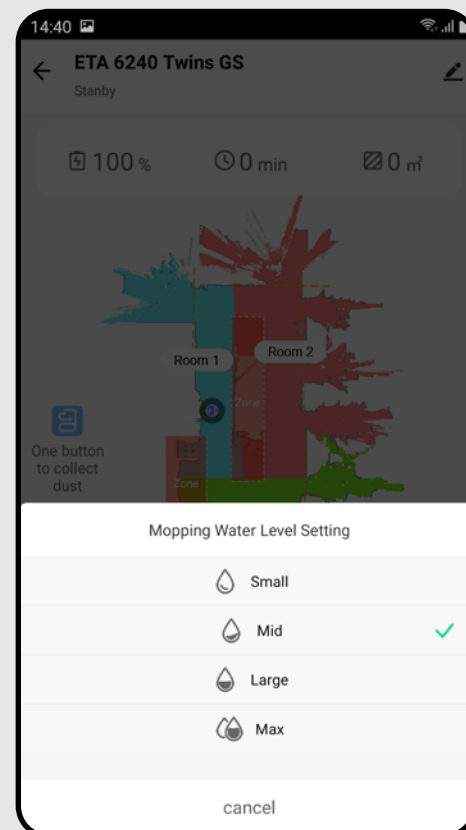 14:40
ETA 6240 Twins GS
Stanby
100 %
0 min
0 ㎡
Room 1
Room 2
Zone
One button
to collect
dust
Zone
Mopping Water Level Setting
Small
Mid
Large
Max
cancel